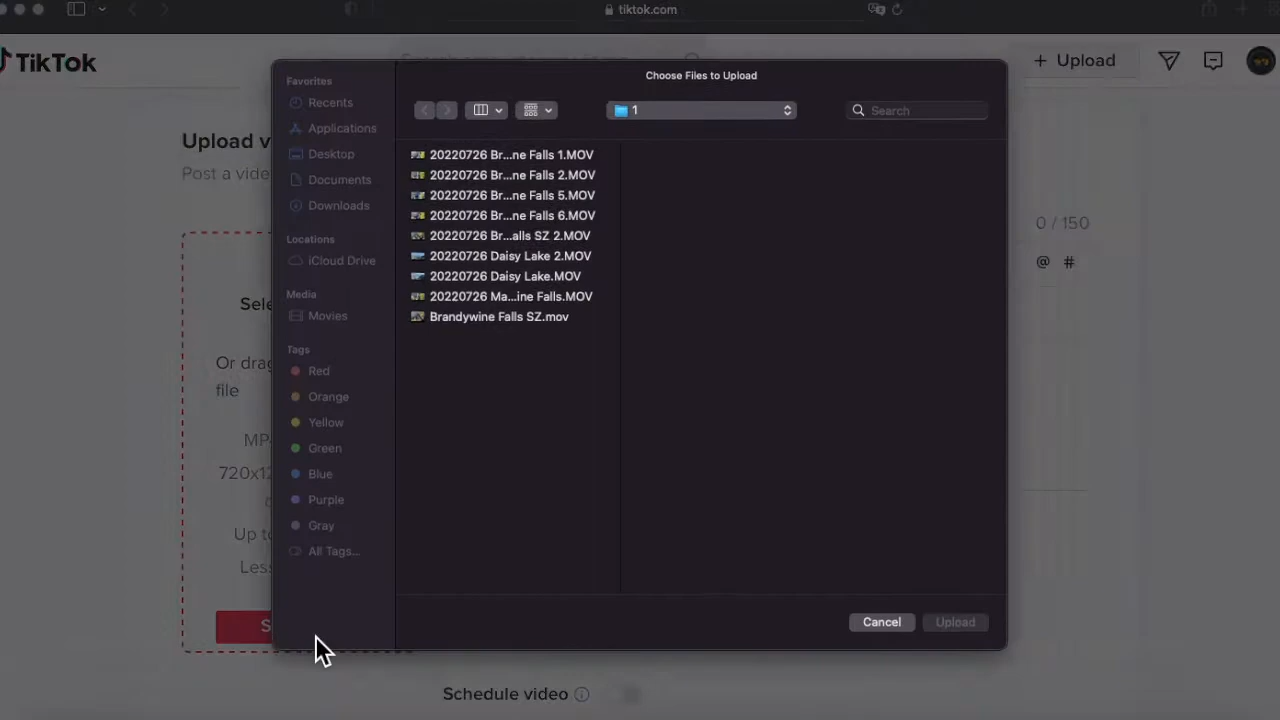 tiktok.com
TikTok
+ Upload
Choose Files to Upload
Favorites
Recents
Applications
Desktop
Documents
Downloads
Locations
iCloud Drive
Media
Movies
Tags
Red
Orange
Yellow
Green
Blue
Purple
Gray
All Tags...
1
Search
20220726 Br...ne Falls 1.MOV
20220726 Br...ne Falls 2.MOV
20220726 Br...ne Falls 5.MOV
20220726 Br...ne Falls 6.MOV
20220726 Br...alls SZ 2.MOV
20220726 Daisy Lake 2.MOV
20220726 Daisy Lake.MOV
20220726 Ma...ine Falls.MOV
Brandywine Falls SZ.mov
Cancel
Upload
Upload v
Post a vide
Sele
Or drag
file
MP
720x12
Up to
Less
S
0 / 150
@ #
Schedule video